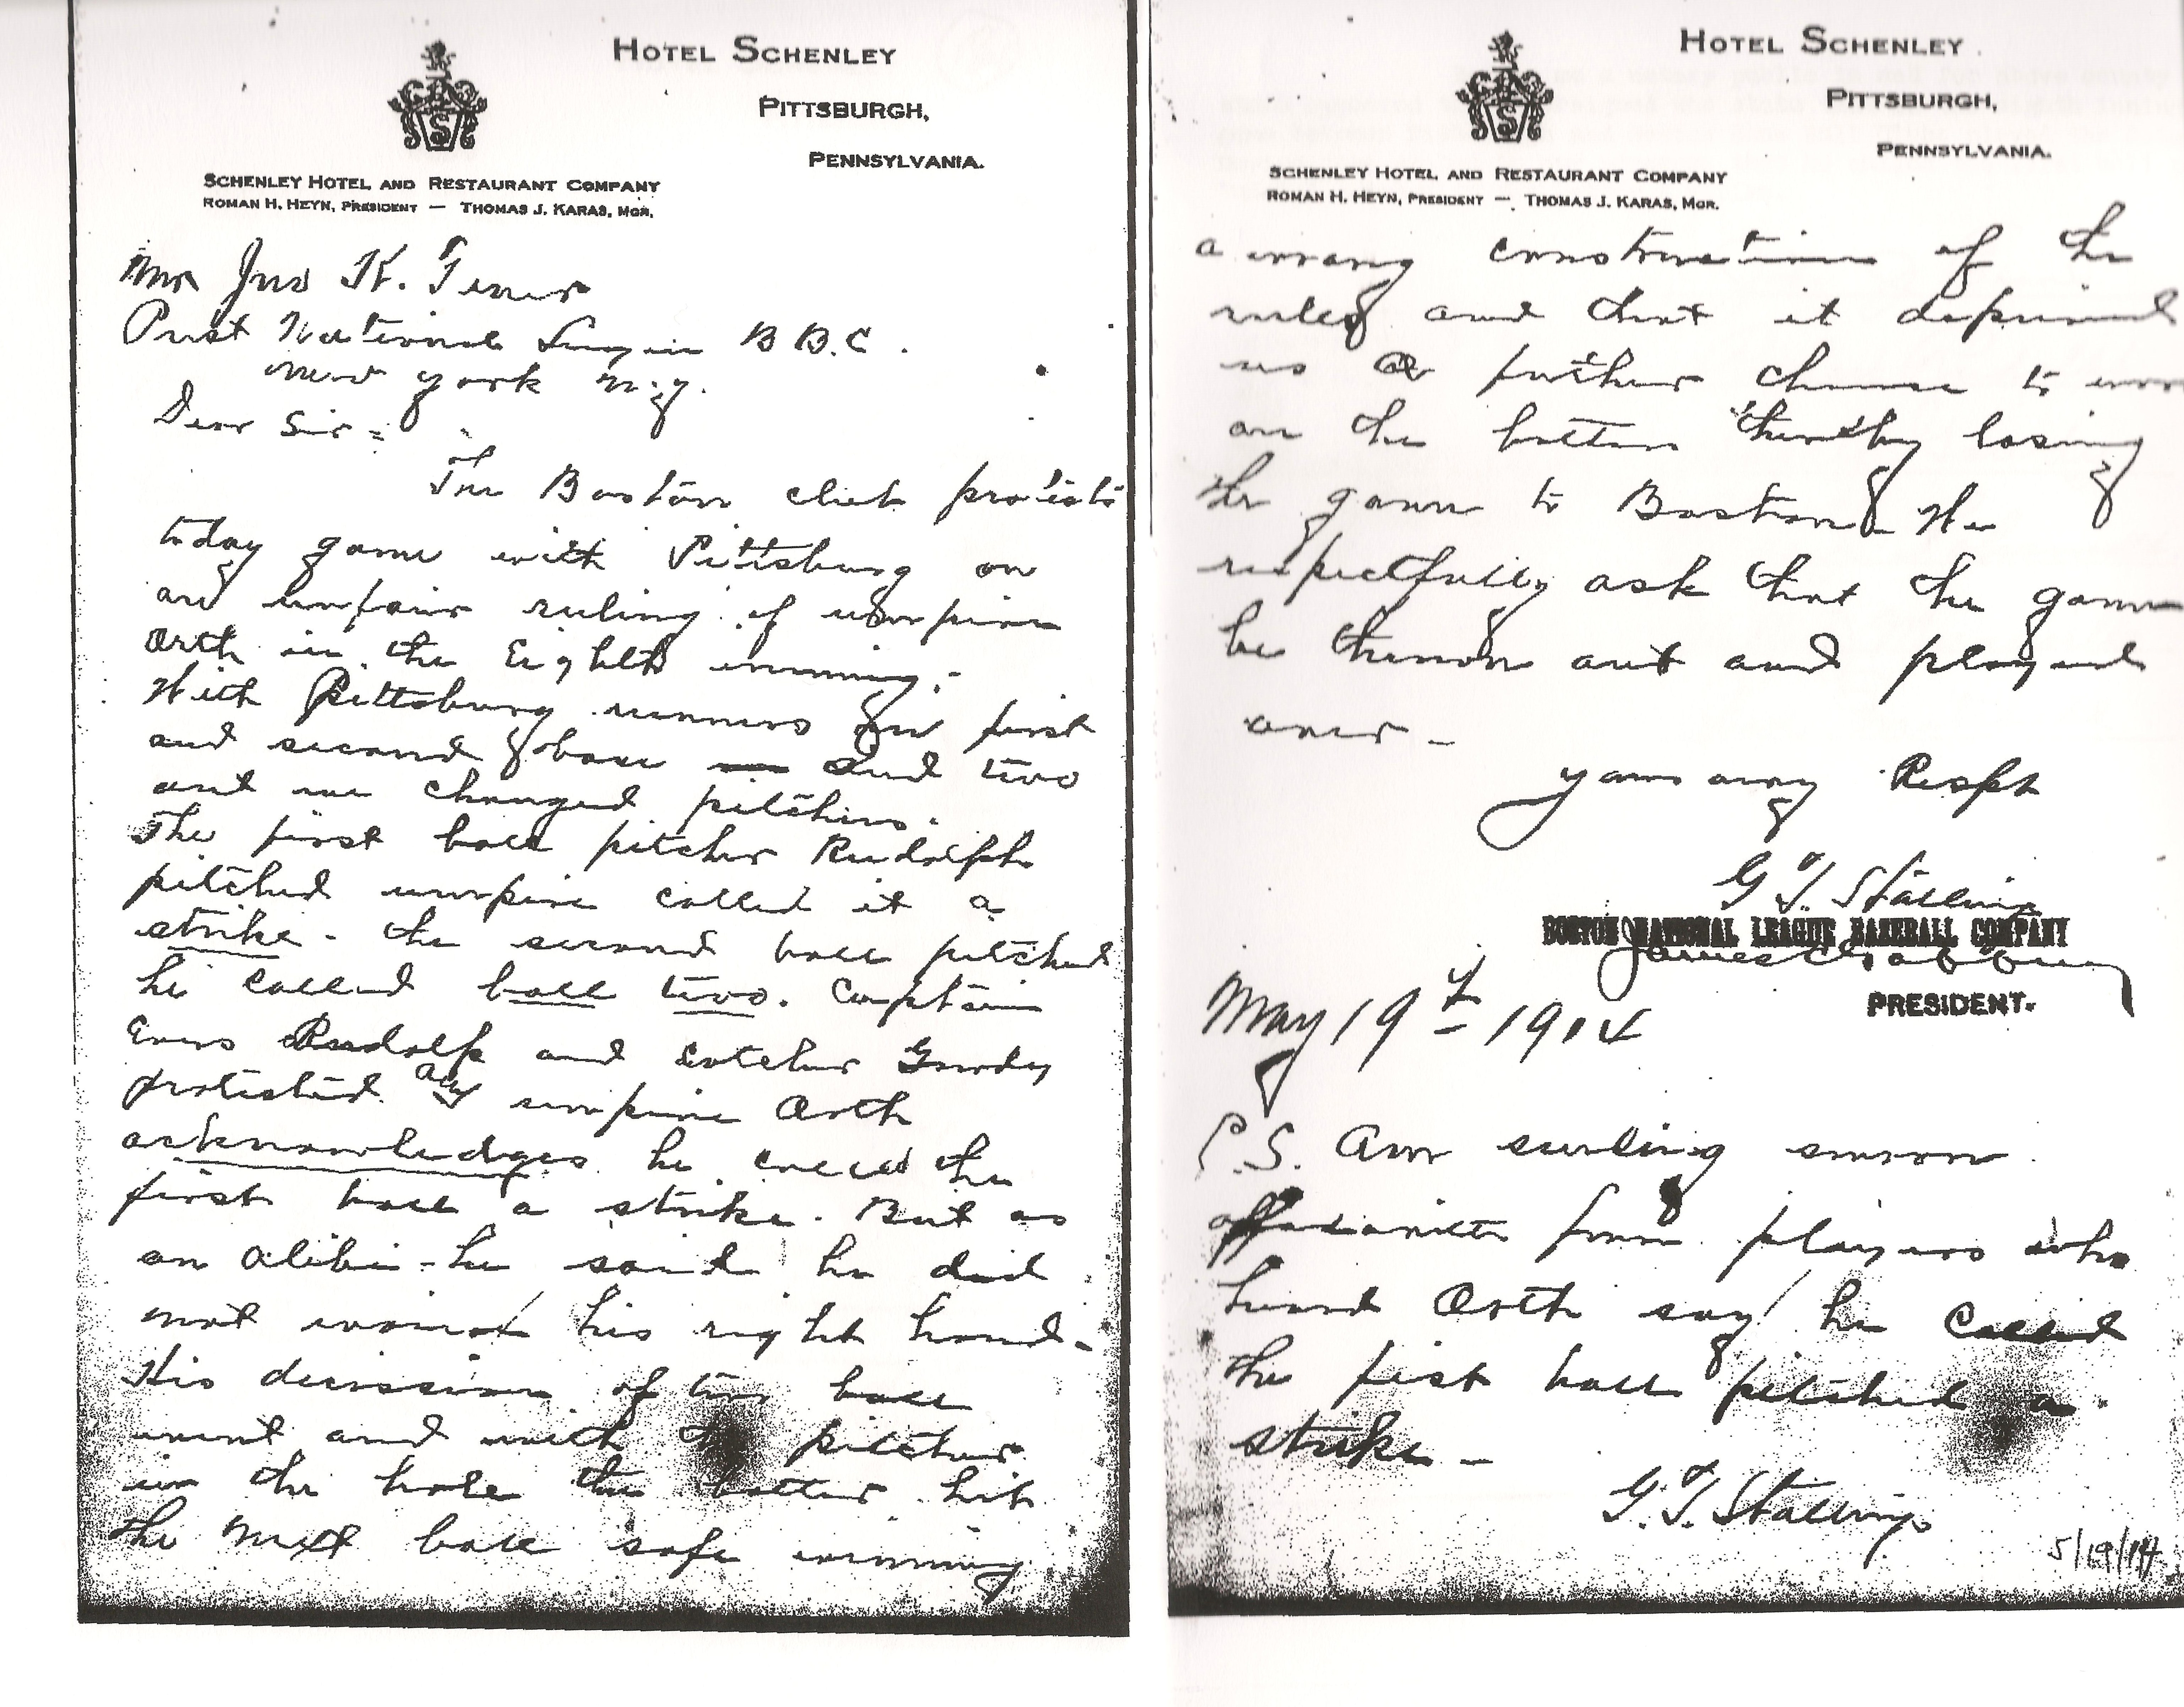 HOTEL SCHENLEY
PITTSBURGH,
PENNSYLVANIA.
SCHENLEY HOTEL AND RESTAURANT COMPANY
ROMAN H. HEYN, PRESIDENT — THOMAS J. KARAS, MGR.
Mr Jno K. Tener
Prest National League B B. C.
New York N.Y.
Dear Sir =
The Boston club protests
today game with Pittsburg on
an unfair ruling of umpire
Orth in the Eighth inning.-
With Pittsburg runners on first
and second base and two
out we changed pitchers.
The first ball pitcher Rudolph
pitched umpire called it a
strike - the second ball pitched
he called ball two. Captain
Evers Rudolph and catcher Gowdy
protested. umpire Orth
acknowledges he called the
first ball a strike. But as
an alibi - he said he did
not raise his right hand -
His decission of two balls
went and with the pitcher
in the hole the batter hit
the next ball safe winning
HOTEL SCHENLEY
PITTSBURGH,
PENNSYLVANIA.
SCHENLEY HOTEL AND RESTAURANT COMPANY
ROMAN H. HEYN, PRESIDENT — THOMAS J. KARAS, MGR.
a wrong construction of the
rules and that it deprived
us a further chance to work
on the batter thereby losing
the game to Boston We
respectfully ask that the game
be thrown out and played
over -
yours Respt
G T. Stallings
BOSTON NATIONAL LEAGUE BASEBALL COMPANY
James E Gaffney
PRESIDENT.
May 19th 1914
P.S. Am sending sworn
affadavits from players who
heard Orth say he called
the first ball pitched a
strike -
G. T. Stallings
5/19/14